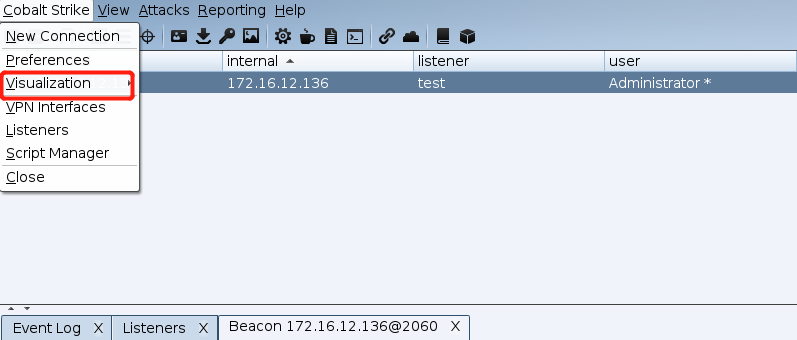 Cobalt Strike View Attacks Reporting Help
New Connection
Preferences
internal listener user
Visualization
172.16.12.136 test Administrator *
VPN Interfaces
Listeners
Script Manager
Close
Event Log X Listeners X Beacon 172.16.12.136@2060 X